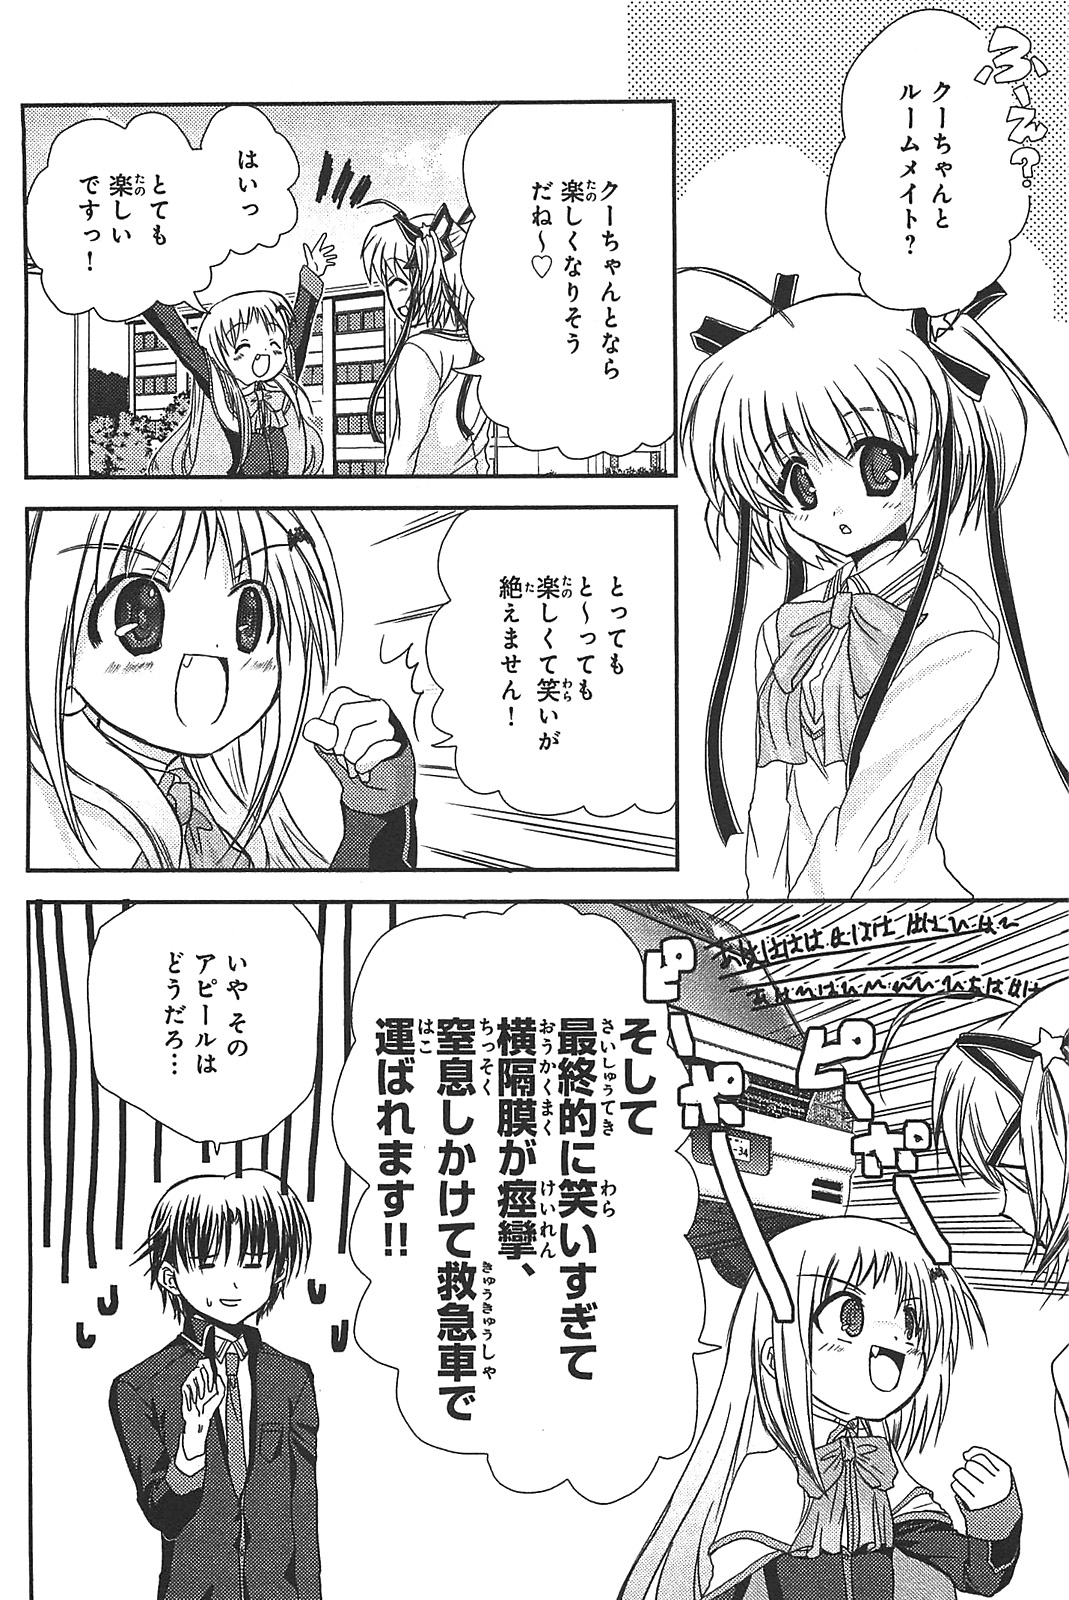 ふーえ?
クーちゃんと
ルームメイト?
クーちゃんとなら
楽しくなりそう
だね〜♡
はいっ
とても
楽しい
ですっ!
とっても
と〜っても
楽しくて笑いが
絶えません!
ピーポー
ピーポー
そして
最終的に笑いすぎて
横隔膜が痙攣、
窒息しかけて救急車で
運ばれます!!
いや その
アピールは
どうだろ…